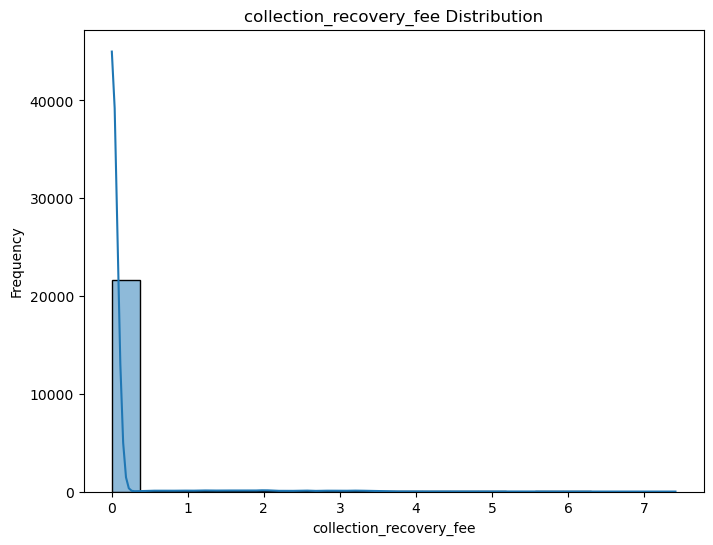 collection_recovery_fee Distribution
Frequency
40000
30000
20000
10000
0
0 1 2 3 4 5 6 7
collection_recovery_fee